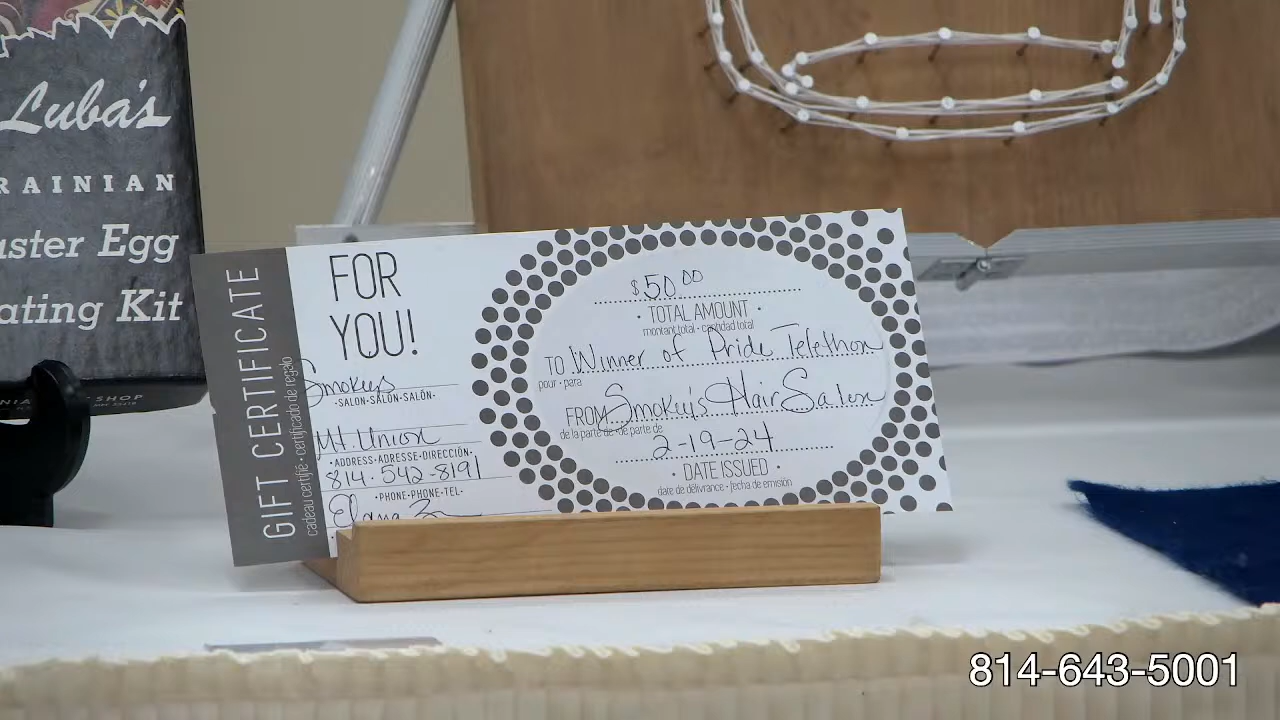 Luba's
RAINIAN
aster Egg
ating Kit
GIFT CERTIFICATE
cadeau certifié • certificado de regalo
FOR
YOU!
Smokeys
-SALON-SALÓN-SALÓN-
Mt. Union
• ADDRESS•ADRESSE•DIRECCIÓN•
814-542-8191
•PHONE-PHONE-TEL-
$50.00
• TOTAL AMOUNT •
montant total • cantidad total
TO Winner of Pride Telethon
pour • para
FROM Smokey's Hair Salon
de la part de • de parte de
2-19-24
• DATE ISSUED •
date de délivrance • fecha de emisión
814-643-5001